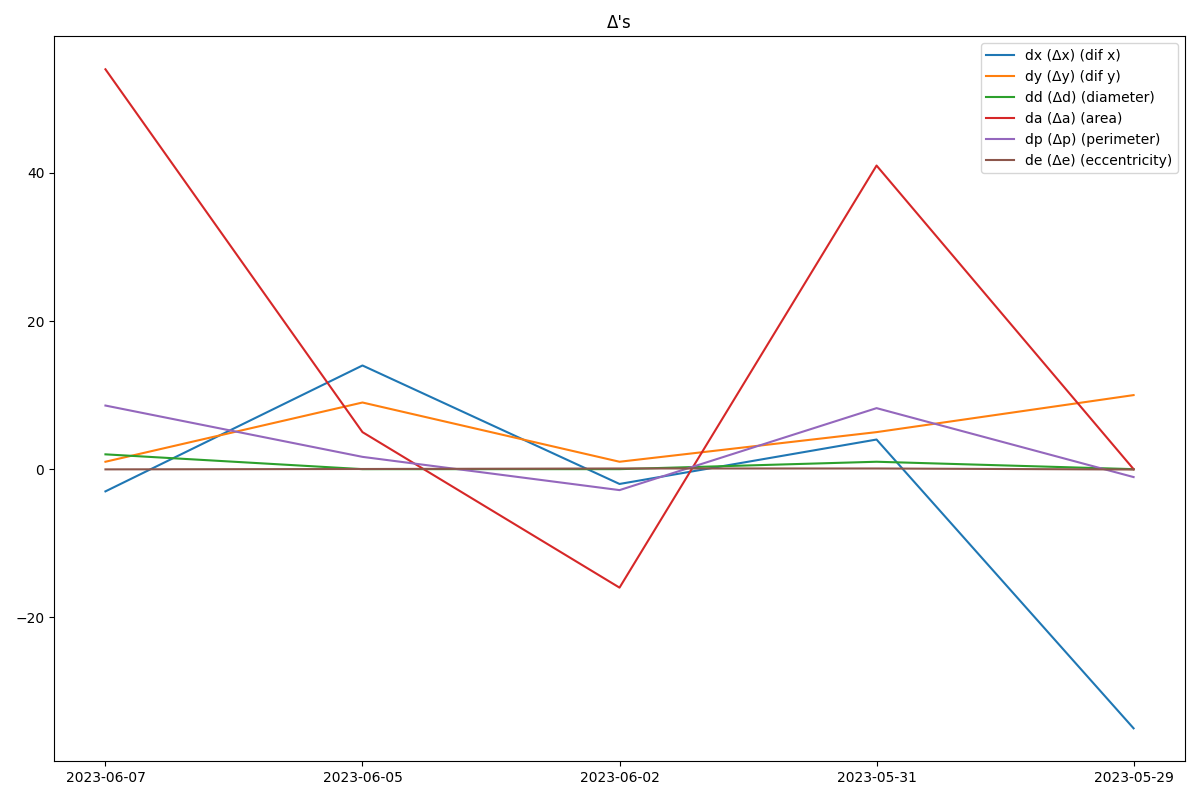 Δ's
dx (Δx) (dif x)
dy (Δy) (dif y)
dd (Δd) (diameter)
da (Δa) (area)
dp (Δp) (perimeter)
de (Δe) (eccentricity)
40
20
0
−20
2023-06-07
2023-06-05
2023-06-02
2023-05-31
2023-05-29